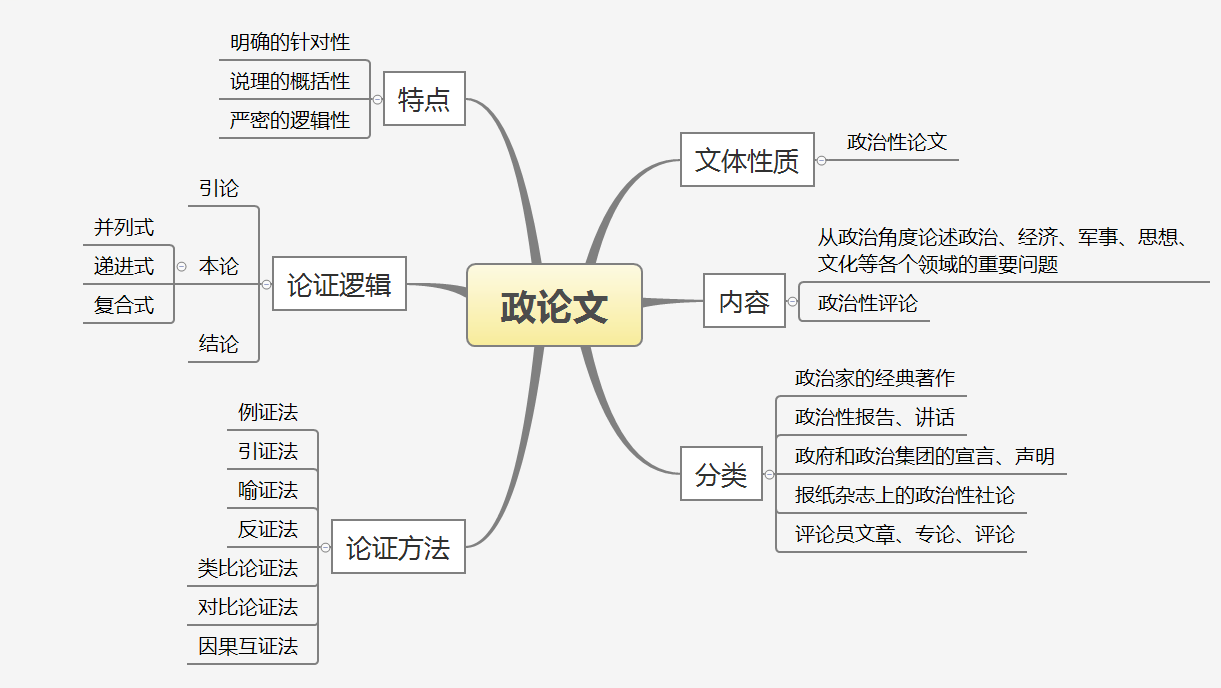 政论文
文体性质
政治性论文
内容
从政治角度论述政治、经济、军事、思想、
文化等各个领域的重要问题
政治性评论
分类
政治家的经典著作
政治性报告、讲话
政府和政治集团的宣言、声明
报纸杂志上的政治性社论
评论员文章、专论、评论
特点
明确的针对性
说理的概括性
严密的逻辑性
论证逻辑
引论
本论
并列式
递进式
复合式
结论
论证方法
例证法
引证法
喻证法
反证法
类比论证法
对比论证法
因果互证法